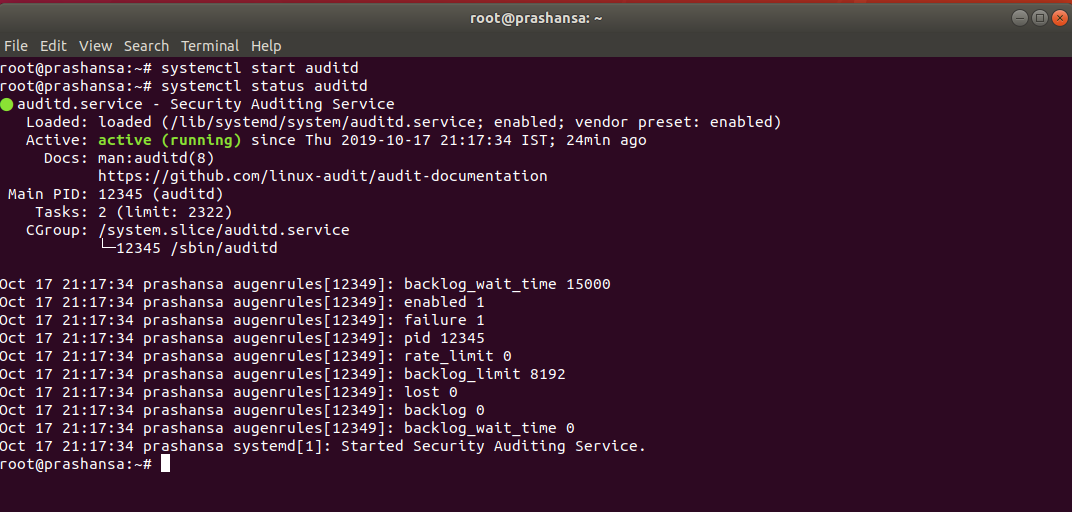 root@prashansa: ~
File Edit View Search Terminal Help
root@prashansa:~# systemctl start auditd
root@prashansa:~# systemctl status auditd
● auditd.service - Security Auditing Service
   Loaded: loaded (/lib/systemd/system/auditd.service; enabled; vendor preset: enabled)
   Active: active (running) since Thu 2019-10-17 21:17:34 IST; 24min ago
     Docs: man:auditd(8)
           https://github.com/linux-audit/audit-documentation
 Main PID: 12345 (auditd)
    Tasks: 2 (limit: 2322)
   CGroup: /system.slice/auditd.service
           └─12345 /sbin/auditd
Oct 17 21:17:34 prashansa augenrules[12349]: backlog_wait_time 15000
Oct 17 21:17:34 prashansa augenrules[12349]: enabled 1
Oct 17 21:17:34 prashansa augenrules[12349]: failure 1
Oct 17 21:17:34 prashansa augenrules[12349]: pid 12345
Oct 17 21:17:34 prashansa augenrules[12349]: rate_limit 0
Oct 17 21:17:34 prashansa augenrules[12349]: backlog_limit 8192
Oct 17 21:17:34 prashansa augenrules[12349]: lost 0
Oct 17 21:17:34 prashansa augenrules[12349]: backlog 0
Oct 17 21:17:34 prashansa augenrules[12349]: backlog_wait_time 0
Oct 17 21:17:34 prashansa systemd[1]: Started Security Auditing Service.
root@prashansa:~#